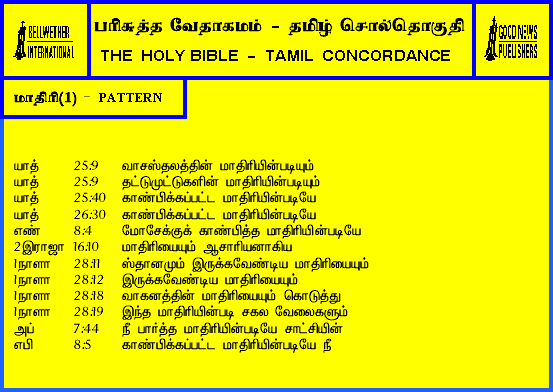 BELLWETHER
INTERNATIONAL
பரிசுத்த வேதாகமம் - தமிழ் சொல்தொகுதி
THE HOLY BIBLE - TAMIL CONCORDANCE
GOOD NEWS
PUBLISHERS
மாதிரி(1) - PATTERN
யாத் 25:9 வாசஸ்தலத்தின் மாதிரியின்படியும்
யாத் 25:9 தட்டுமுட்டுகளின் மாதிரியின்படியும்
யாத் 25:40 காண்பிக்கப்பட்ட மாதிரியின்படியே
யாத் 26:30 காண்பிக்கப்பட்ட மாதிரியின்படியே
எண் 8:4 மோசேக்குக் காண்பித்த மாதிரியின்படியே
2இராஜா 16:10 மாதிரியையும் ஆசாரியனாகிய
1நாளா 28:11 ஸ்தானமும் இருக்கவேண்டிய மாதிரியையும்
1நாளா 28:12 இருக்கவேண்டிய மாதிரியையும்
1நாளா 28:18 வாகனத்தின் மாதிரியையும் கொடுத்து
1நாளா 28:19 இந்த மாதிரியின்படி சகல வேலைகளும்
அப் 7:44 நீ பார்த்த மாதிரியின்படியே சாட்சியின்
எபி 8:5 காண்பிக்கப்பட்ட மாதிரியின்படியே நீ